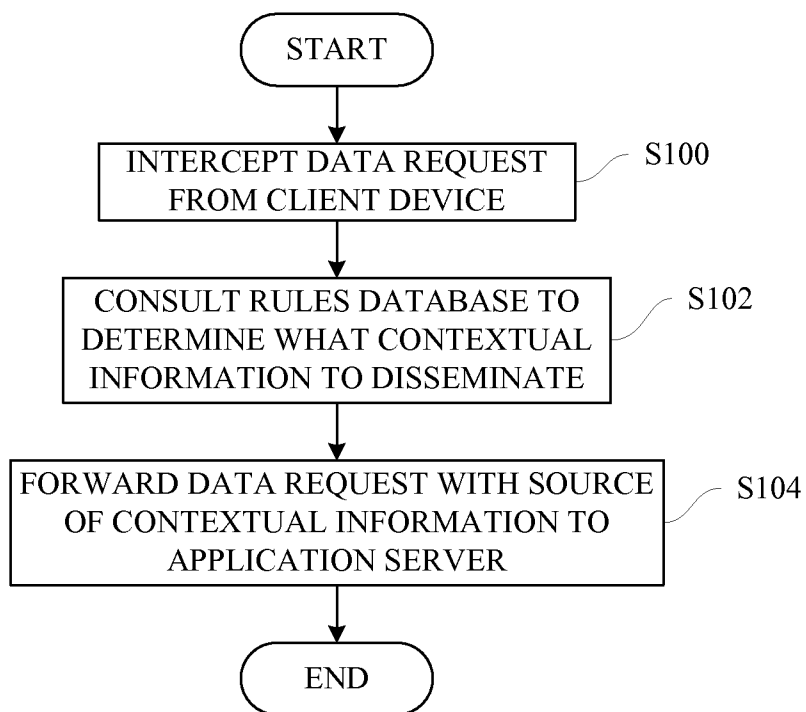 START
INTERCEPT DATA REQUEST
FROM CLIENT DEVICE
S100
CONSULT RULES DATABASE TO
DETERMINE WHAT CONTEXTUAL
INFORMATION TO DISSEMINATE
S102
FORWARD DATA REQUEST WITH SOURCE
OF CONTEXTUAL INFORMATION TO
APPLICATION SERVER
S104
END